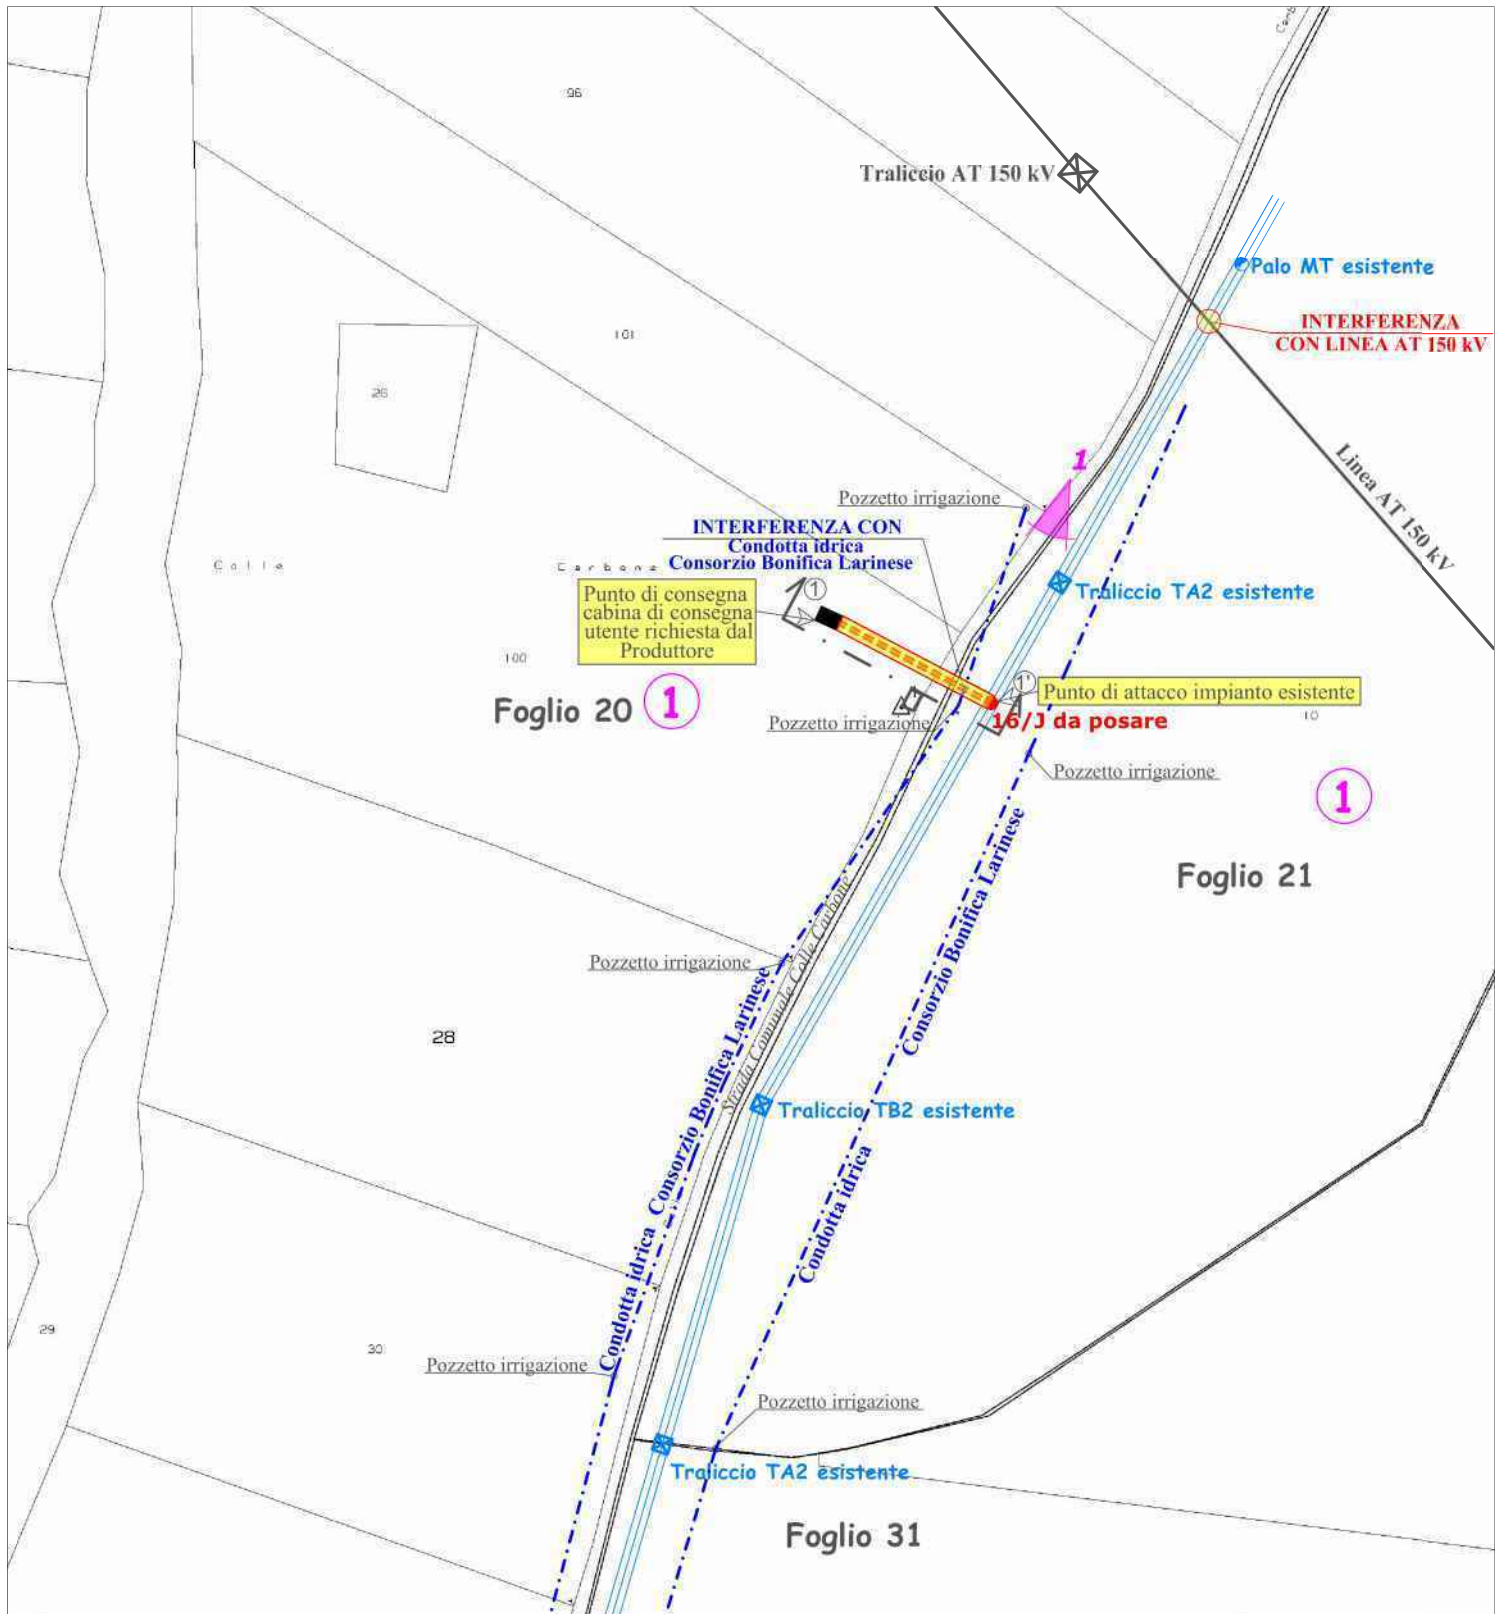 Carb
96
Traliccio AT 150 kV
Palo MT esistente
INTERFERENZA
CON LINEA AT 150 kV
101
26
Linea AT 150 kV
1
Pozzetto irrigazione
INTERFERENZA CON
Condotta idrica
Consorzio Bonifica Larinese
Colle Carbone
Punto di consegna
cabina di consegna
utente richiesta dal
Produttore
1
Traliccio TA2 esistente
100
Foglio 20
1
1'
Punto di attacco impianto esistente
16/J da posare
10
Pozzetto irrigazione
Pozzetto irrigazione
1
Foglio 21
Consorzio Bonifica Larinese
Condotta idrica
Strada Comunale Colle Carbone
Pozzetto irrigazione
Condotta idrica Consorzio Bonifica Larinese
28
Traliccio TB2 esistente
29
30
Pozzetto irrigazione
Pozzetto irrigazione
Traliccio TA2 esistente
Foglio 31